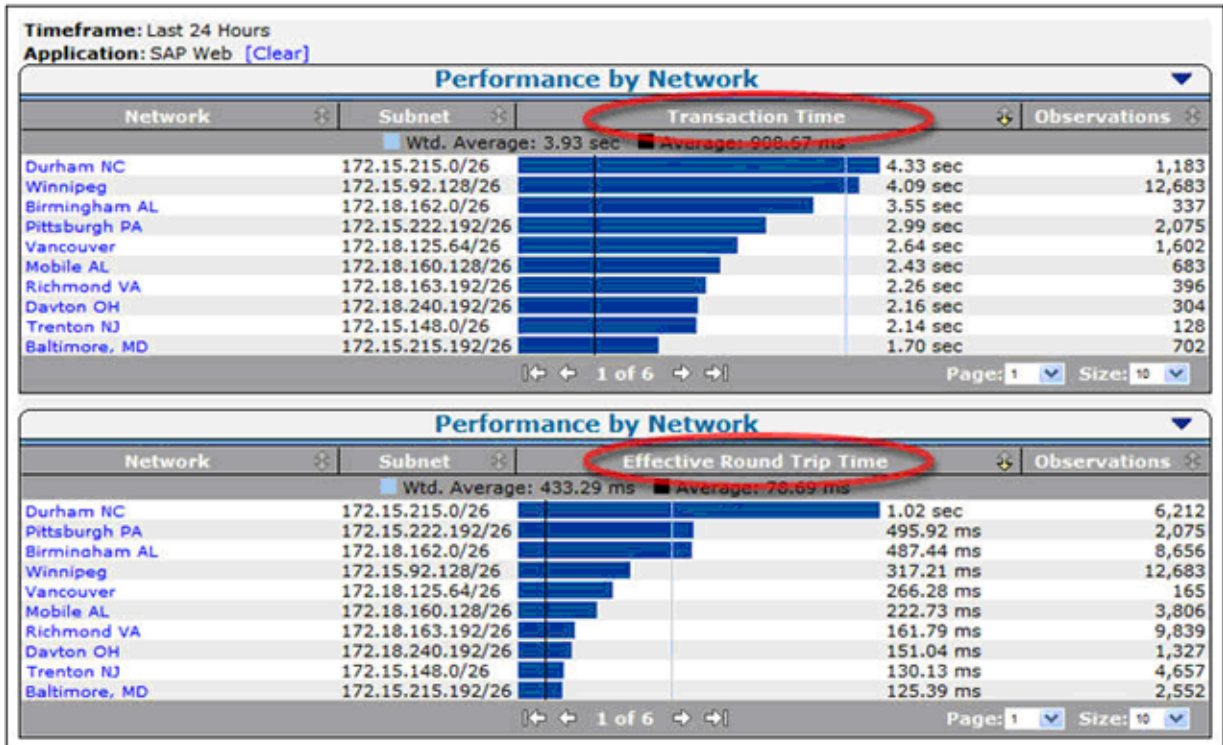 Timeframe: Last 24 Hours
Application: SAP Web [Clear]
Performance by Network
Network Subnet Transaction Time Observations
Wtd. Average: 3.93 sec Average: 908.67 ms
Durham NC 172.15.215.0/26 4.33 sec 1,183
Winnipeg 172.15.92.128/26 4.09 sec 12,683
Birmingham AL 172.18.162.0/26 3.55 sec 337
Pittsburgh PA 172.15.222.192/26 2.99 sec 2,075
Vancouver 172.18.125.64/26 2.64 sec 1,602
Mobile AL 172.18.160.128/26 2.43 sec 683
Richmond VA 172.18.163.192/26 2.26 sec 396
Dayton OH 172.18.240.192/26 2.16 sec 304
Trenton NJ 172.15.148.0/26 2.14 sec 128
Baltimore, MD 172.15.215.192/26 1.70 sec 702
1 of 6 Page: 1 Size: 10
Performance by Network
Network Subnet Effective Round Trip Time Observations
Wtd. Average: 433.29 ms Average: 78.69 ms
Durham NC 172.15.215.0/26 1.02 sec 6,212
Pittsburgh PA 172.15.222.192/26 495.92 ms 2,075
Birmingham AL 172.18.162.0/26 487.44 ms 8,656
Winnipeg 172.15.92.128/26 317.21 ms 12,683
Vancouver 172.18.125.64/26 266.28 ms 165
Mobile AL 172.18.160.128/26 222.73 ms 3,806
Richmond VA 172.18.163.192/26 161.79 ms 9,839
Dayton OH 172.18.240.192/26 151.04 ms 1,327
Trenton NJ 172.15.148.0/26 130.13 ms 4,657
Baltimore, MD 172.15.215.192/26 125.39 ms 2,552
1 of 6 Page: 1 Size: 10